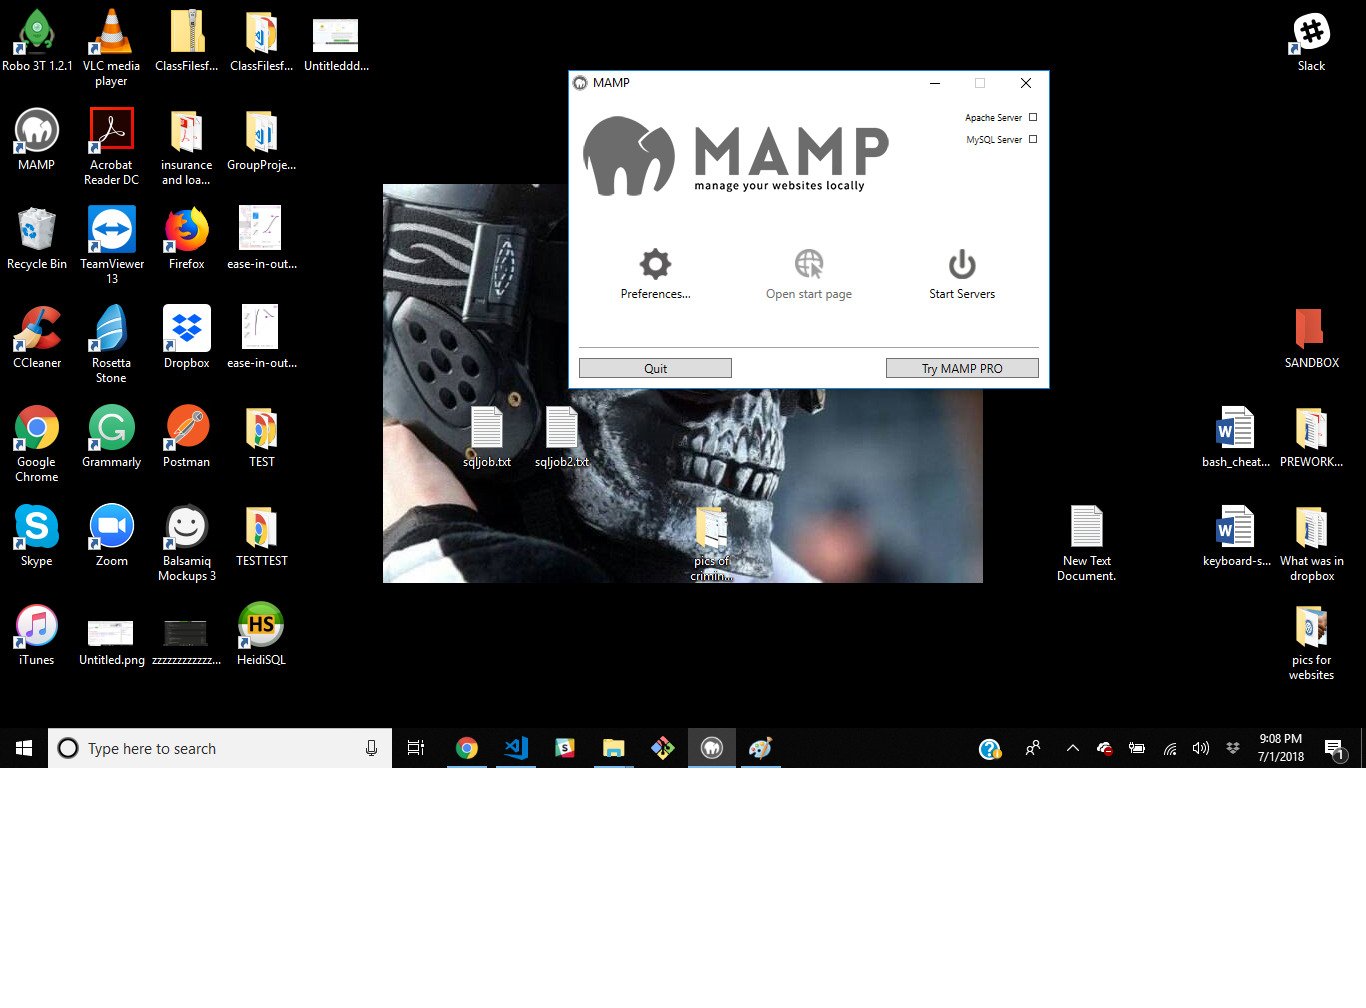 Robo 3T 1.2.1
VLC media
player
ClassFilesf...
ClassFilesf...
Untitleddd...
Slack
MAMP
Apache Server
MySQL Server
MAMP
manage your websites locally
Preferences...
Open start page
Start Servers
Quit
Try MAMP PRO
MAMP
Acrobat
Reader DC
insurance
and loa...
GroupProje...
Recycle Bin
TeamViewer
13
Firefox
ease-in-out...
CCleaner
Rosetta
Stone
Dropbox
ease-in-out...
SANDBOX
Google
Chrome
Grammarly
Postman
TEST
sqljob.txt
sqljob2.txt
bash_cheat...
PREWORK...
Skype
Zoom
Balsamiq
Mockups 3
TESTTEST
pics of
crimin...
New Text
Document.
keyboard-s...
What was in
dropbox
iTunes
Untitled.png
zzzzzzzzzzzz...
HS
HeidiSQL
pics for
websites
Type here to search
9:08 PM
7/1/2018
1